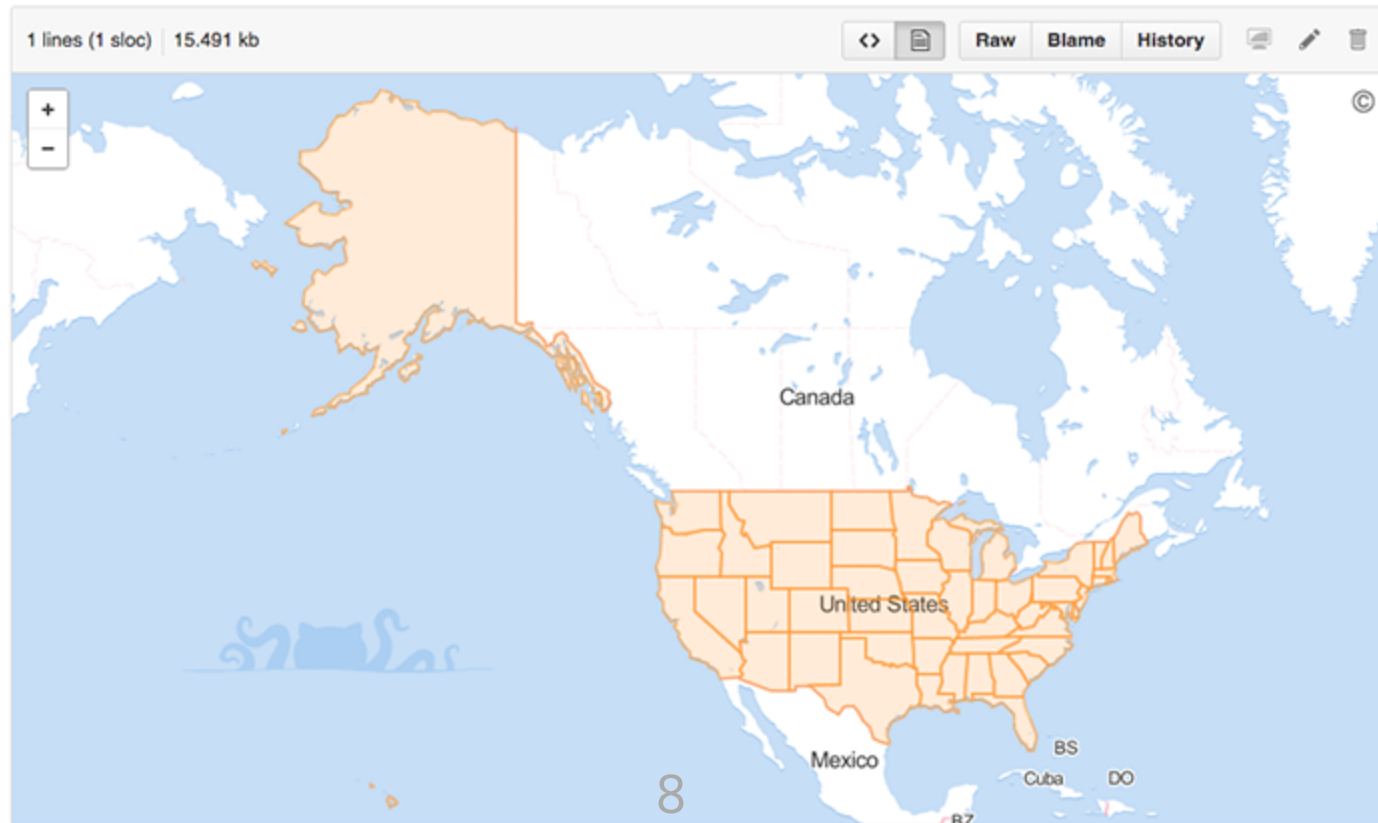 1 lines (1 sloc) 15.491 kb
<> Raw Blame History
+
−
©
Canada
United States
BS
Mexico
Cuba DO
8
BZ